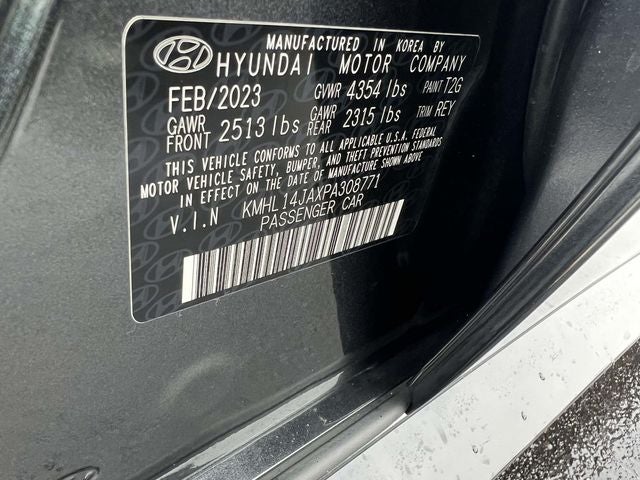 MANUFACTURED IN KOREA BY
HYUNDAI MOTOR COMPANY
FEB/2023 GVWR 4354 lbs PAINT T2G
GAWR FRONT 2513 lbs GAWR REAR 2315 lbs TRIM REY
THIS VEHICLE CONFORMS TO ALL APPLICABLE U.S.A. FEDERAL
MOTOR VEHICLE SAFETY, BUMPER, AND THEFT PREVENTION STANDARDS
IN EFFECT ON THE DATE OF MANUFACTURE SHOWN ABOVE
V.I.N KMHL14JAXPA308771
PASSENGER CAR